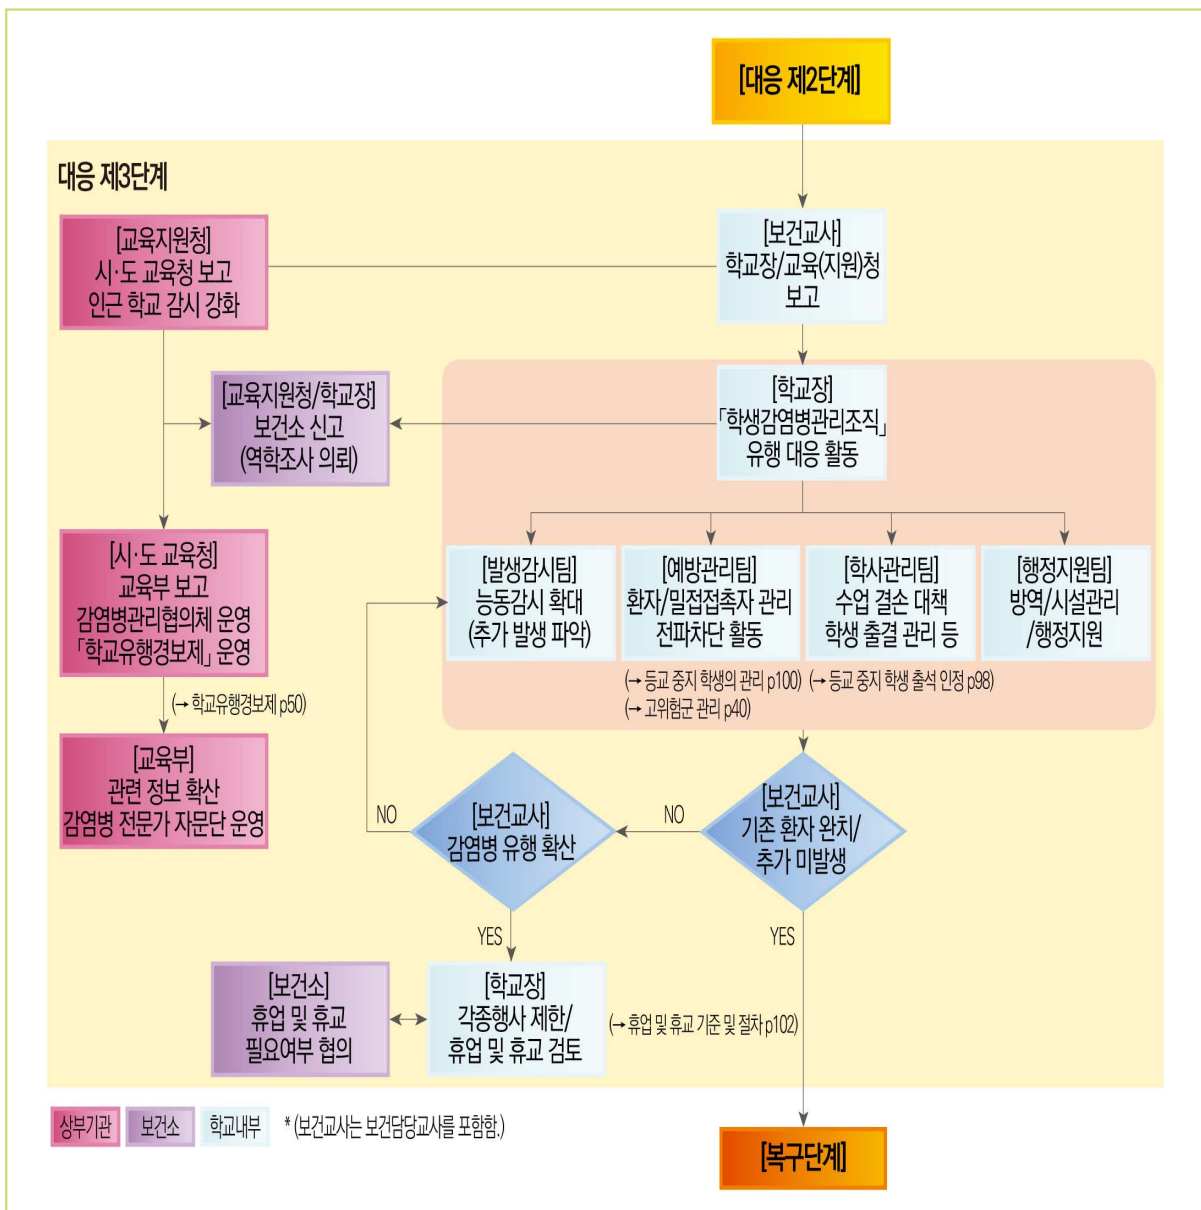 [대응 제2단계]
대응 제3단계
[교육지원청]
시·도 교육청 보고
인근 학교 감시 강화
[보건교사]
학교장/교육(지원)청
보고
[교육지원청/학교장]
보건소 신고
(역학조사 의뢰)
[학교장]
「학생감염병관리조직」
유행 대응 활동
[시·도 교육청]
교육부 보고
감염병관리협의체 운영
「학교유행경보제」 운영
(→ 학교유행경보제 p50)
[교육부]
관련 정보 확산
감염병 전문가 자문단 운영
[발생감시팀]
능동감시 확대
(추가 발생 파악)
[예방관리팀]
환자/밀접접촉자 관리
전파차단 활동
[학사관리팀]
수업 결손 대책
학생 출결 관리 등
[행정지원팀]
방역/시설관리
/행정지원
(→ 등교 중지 학생의 관리 p100)
(→ 고위험군 관리 p40)
(→ 등교 중지 학생 출석 인정 p98)
[보건교사]
기존 환자 완치/
추가 미발생
NO
[보건교사]
감염병 유행 확산
NO
YES
YES
[보건소]
휴업 및 휴교
필요여부 협의
[학교장]
각종행사 제한/
휴업 및 휴교 검토
(→ 휴업 및 휴교 기준 및 절차 p102)
상부기관
보건소
학교내부
* (보건교사는 보건담당교사를 포함함.)
[복구단계]